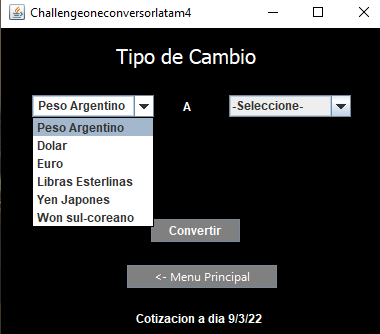 Challengeoneconversorlatam4
Tipo de Cambio
Peso Argentino A -Seleccione-
Peso Argentino
Dolar
Euro
Libras Esterlinas
Yen Japones
Won sul-coreano
Convertir
<- Menu Principal
Cotizacion a dia 9/3/22